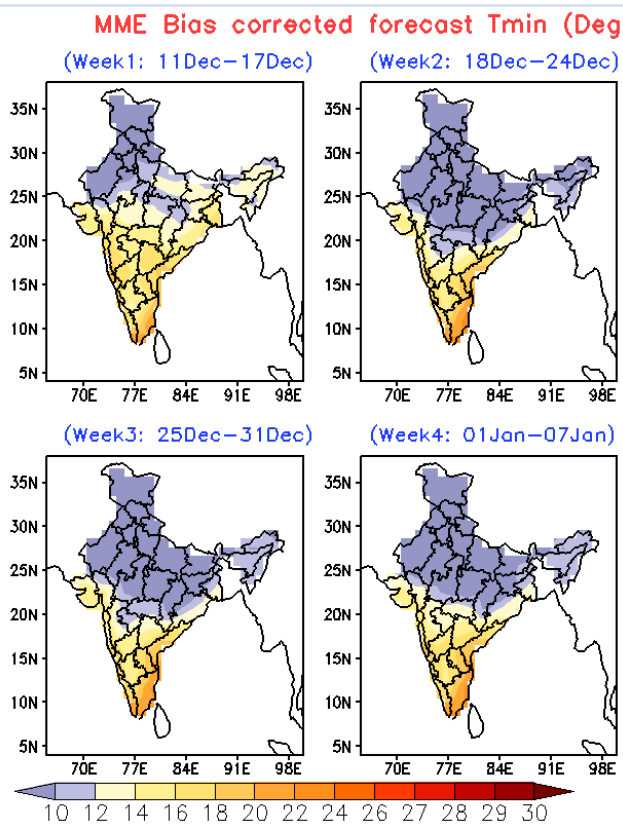 MME Bias corrected forecast Tmin (Deg
(Week1: 11Dec–17Dec)
(Week2: 18Dec–24Dec)
35N
30N
25N
20N
15N
10N
5N
70E 77E 84E 91E 98E
35N
30N
25N
20N
15N
10N
5N
70E 77E 84E 91E 98E
(Week3: 25Dec–31Dec)
(Week4: 01Jan–07Jan)
35N
30N
25N
20N
15N
10N
5N
70E 77E 84E 91E 98E
35N
30N
25N
20N
15N
10N
5N
70E 77E 84E 91E 98E
10 12 14 16 18 20 22 24 26 27 28 29 30